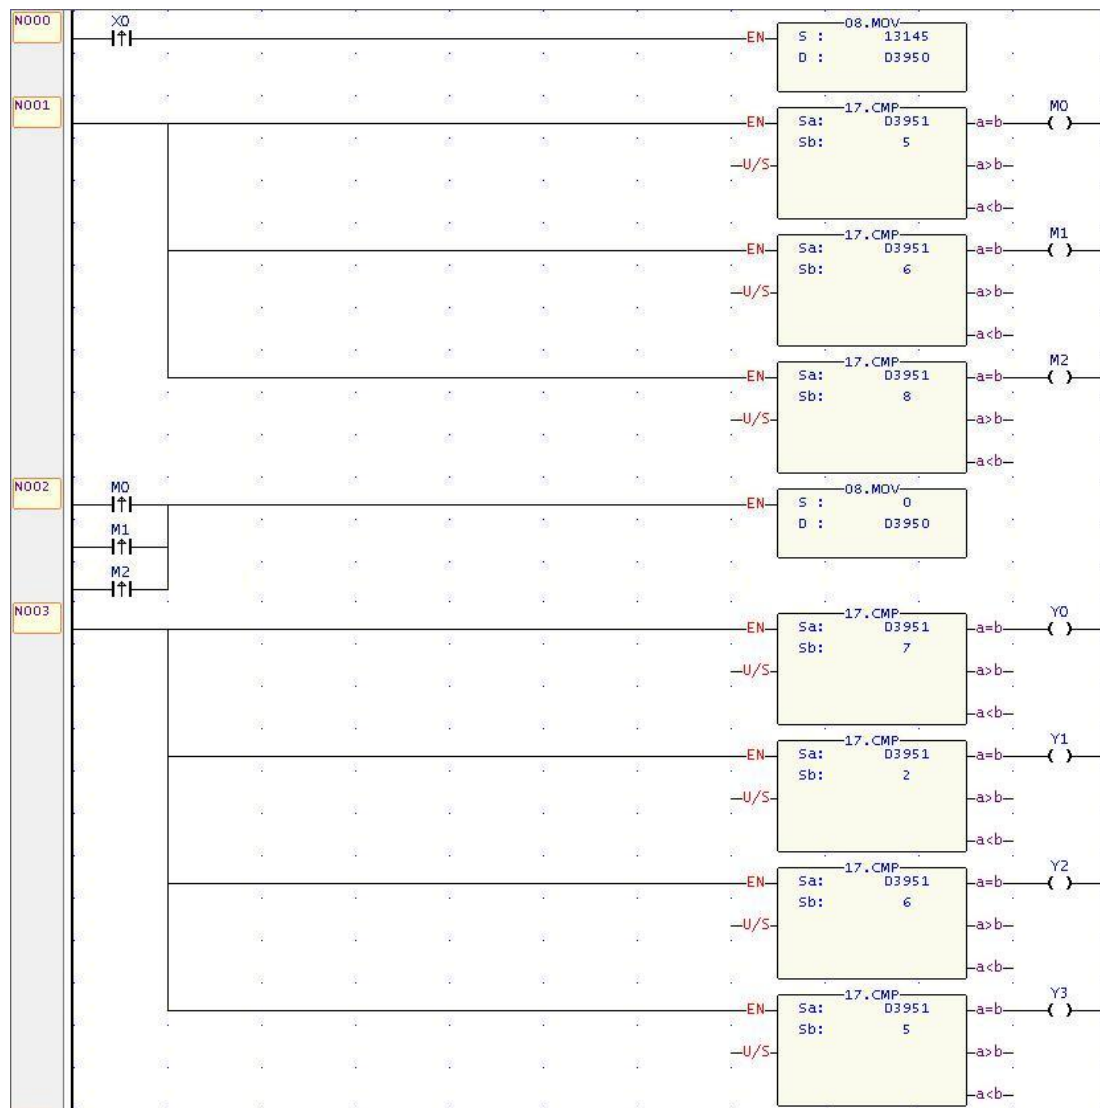 N000
X0
08.MOV
EN
S : 13145
D : D3950
N001
17.CMP
EN
Sa: D3951
a=b
M0
Sb: 5
U/S
a>b
a<b
17.CMP
EN
Sa: D3951
a=b
M1
Sb: 6
U/S
a>b
a<b
17.CMP
EN
Sa: D3951
a=b
M2
Sb: 8
U/S
a>b
a<b
N002
M0
08.MOV
EN
S : 0
D : D3950
M1
M2
N003
17.CMP
EN
Sa: D3951
a=b
Y0
Sb: 7
U/S
a>b
a<b
17.CMP
EN
Sa: D3951
a=b
Y1
Sb: 2
U/S
a>b
a<b
17.CMP
EN
Sa: D3951
a=b
Y2
Sb: 6
U/S
a>b
a<b
17.CMP
EN
Sa: D3951
a=b
Y3
Sb: 5
U/S
a>b
a<b